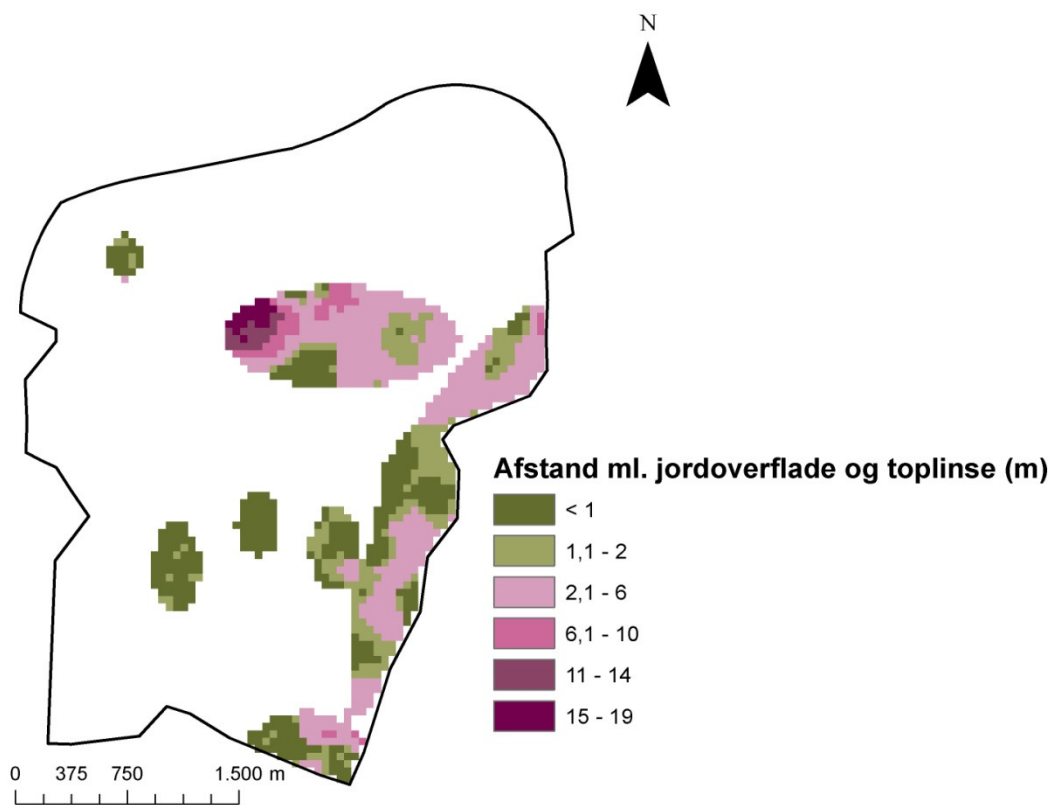 N
Afstand ml. jordoverflade og toplinse (m)
< 1
1,1 - 2
2,1 - 6
6,1 - 10
11 - 14
15 - 19
0 375 750 1.500 m